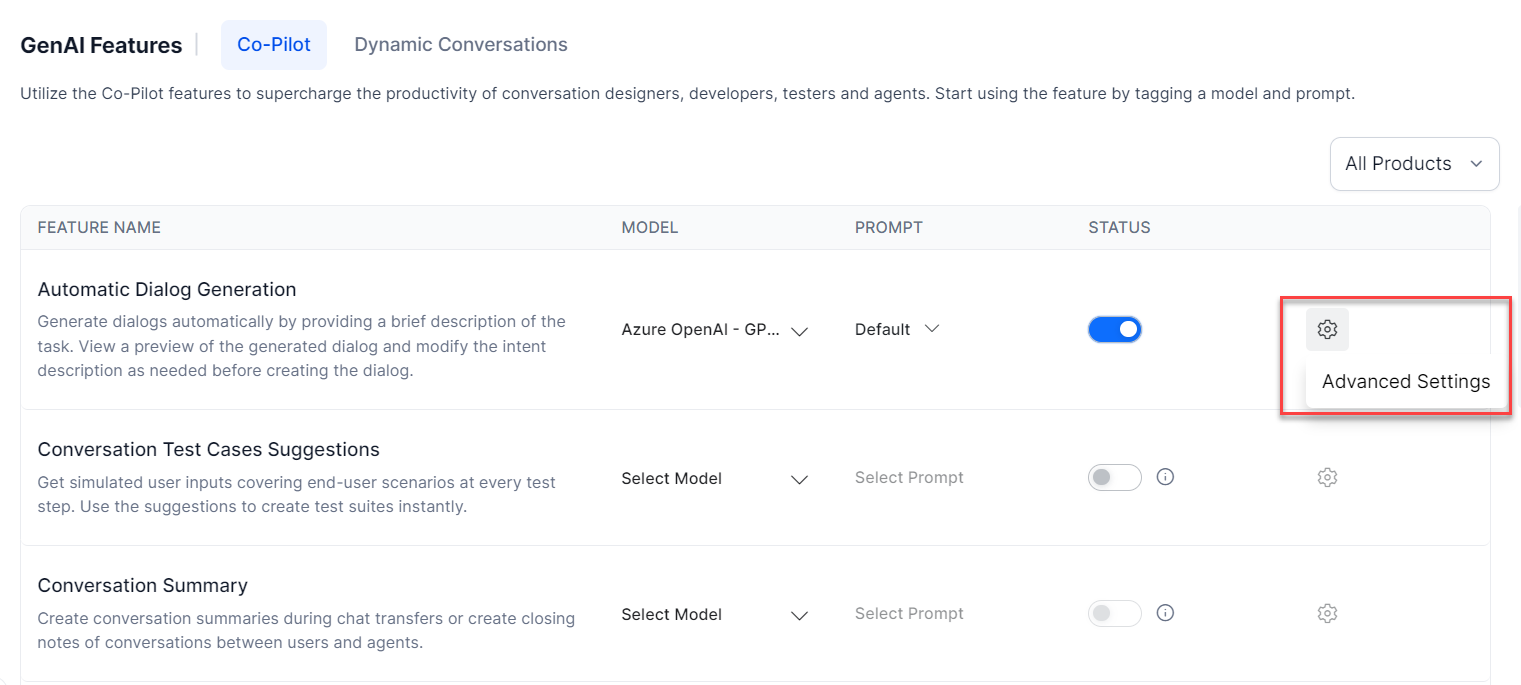 GenAI Features
Co-Pilot
Dynamic Conversations
Utilize the Co-Pilot features to supercharge the productivity of conversation designers, developers, testers and agents. Start using the feature by tagging a model and prompt.
All Products
FEATURE NAME
MODEL
PROMPT
STATUS
Automatic Dialog Generation
Generate dialogs automatically by providing a brief description of the
task. View a preview of the generated dialog and modify the intent
description as needed before creating the dialog.
Azure OpenAI - GP...
Default
Advanced Settings
Conversation Test Cases Suggestions
Get simulated user inputs covering end-user scenarios at every test
step. Use the suggestions to create test suites instantly.
Select Model
Select Prompt
Conversation Summary
Create conversation summaries during chat transfers or create closing
notes of conversations between users and agents.
Select Model
Select Prompt